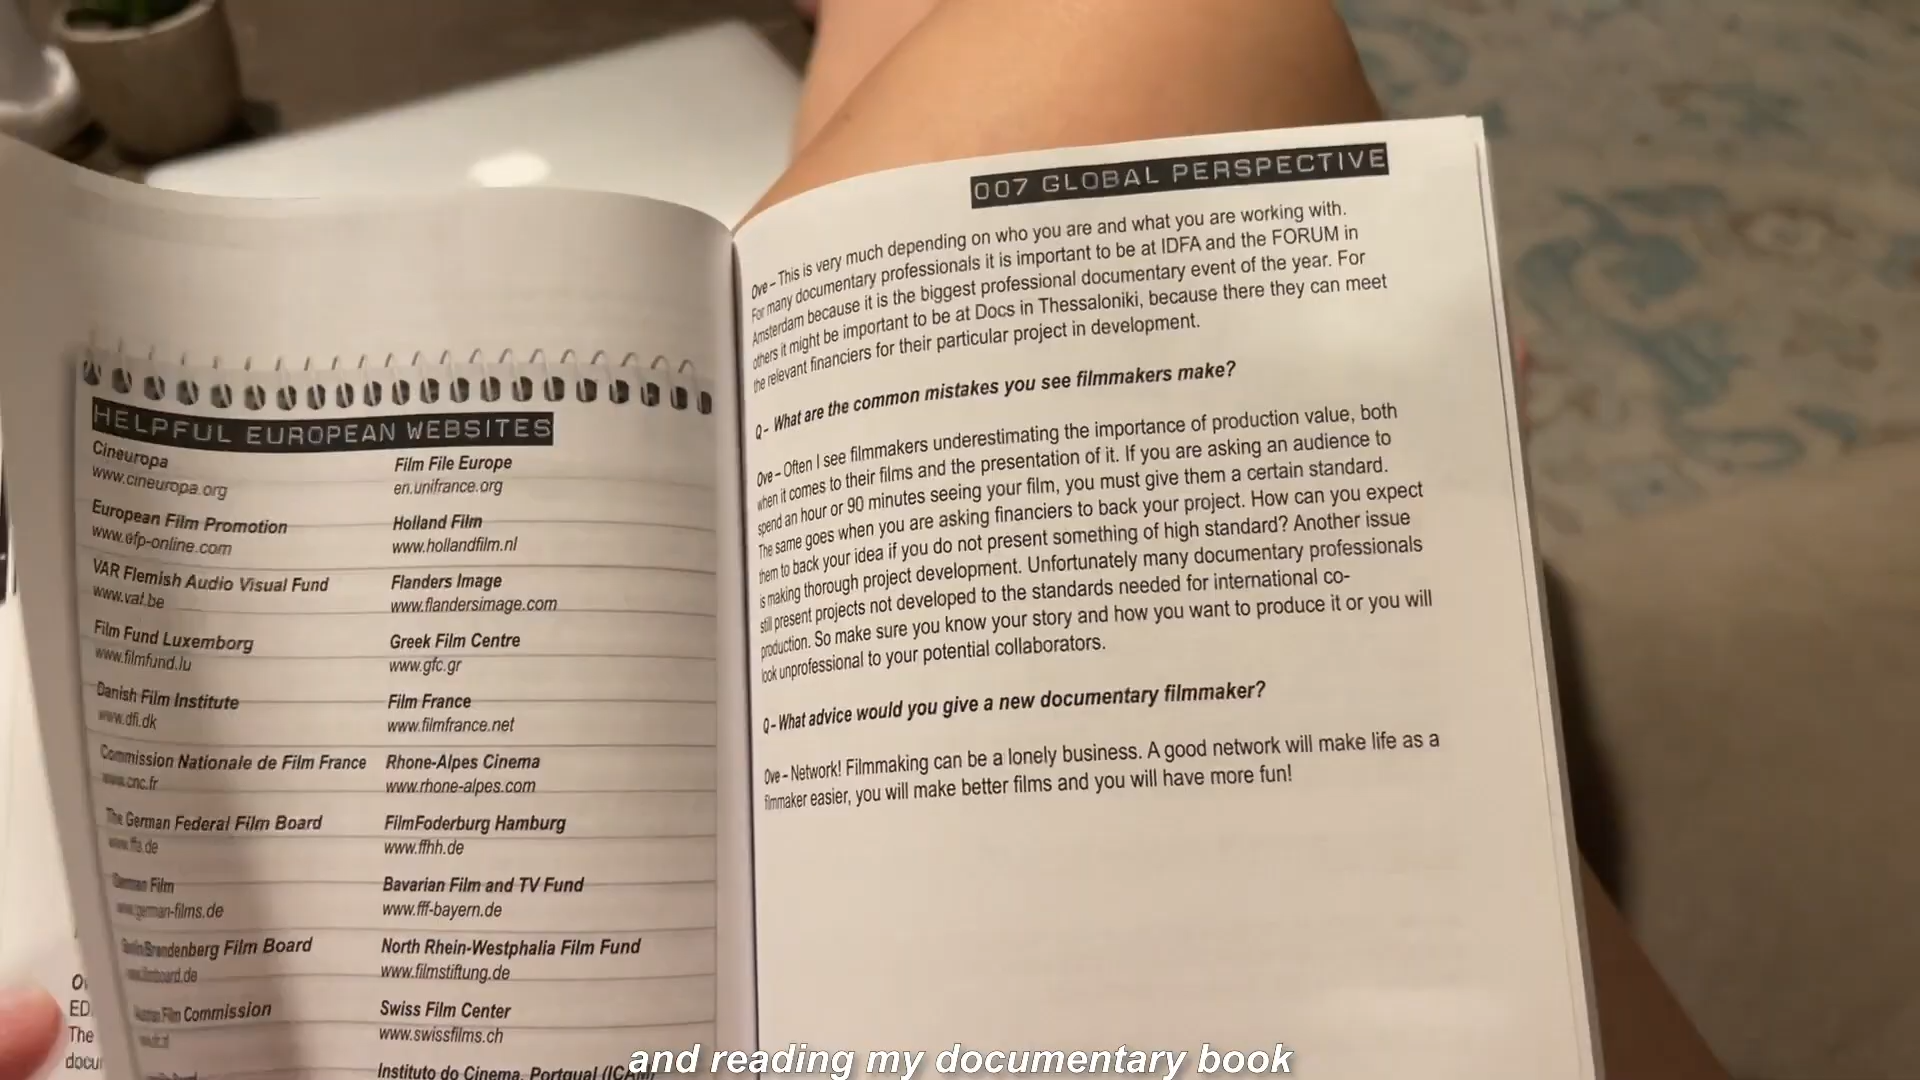 HELPFUL EUROPEAN WEBSITES
Cineuropa
www.cineuropa.org
European Film Promotion
www.efp-online.com
VAR Flemish Audio Visual Fund
www.vaf.be
Film Fund Luxemborg
www.filmfund.lu
Danish Film Institute
www.dfi.dk
Commission Nationale de Film France
www.cnc.fr
The German Federal Film Board
www.ffa.de
German Film
www.german-films.de
Film Board
Film Commission
Film File Europe
en.unifrance.org
Holland Film
www.hollandfilm.nl
Flanders Image
www.flandersimage.com
Greek Film Centre
www.gfc.gr
Film France
www.filmfrance.net
Rhone-Alpes Cinema
www.rhone-alpes.com
FilmFoderburg Hamburg
www.ffhh.de
Bavarian Film and TV Fund
www.fff-bayern.de
North Rhein-Westphalia Film Fund
www.filmstiftung.de
Swiss Film Center
www.swissfilms.ch
Instituto do Cinema, Portgual (ICAM)
The
007 GLOBAL PERSPECTIVE
Ove – This is very much depending on who you are and what you are working with.
For many documentary professionals it is important to be at IDFA and the FORUM in
Amsterdam because it is the biggest professional documentary event of the year. For
others it might be important to be at Docs in Thessaloniki, because there they can meet
the relevant financiers for their particular project in development.
Q – What are the common mistakes you see filmmakers make?
Ove – Often I see filmmakers underestimating the importance of production value, both
when it comes to their films and the presentation of it. If you are asking an audience to
spend an hour or 90 minutes seeing your film, you must give them a certain standard.
The same goes when you are asking financiers to back your project. How can you expect
them to back your idea if you do not present something of high standard? Another issue
is making thorough project development. Unfortunately many documentary professionals
still present projects not developed to the standards needed for international co-
production. So make sure you know your story and how you want to produce it or you will
look unprofessional to your potential collaborators.
Q – What advice would you give a new documentary filmmaker?
Ove – Network! Filmmaking can be a lonely business. A good network will make life as a
filmmaker easier, you will make better films and you will have more fun!
and reading my documentary book